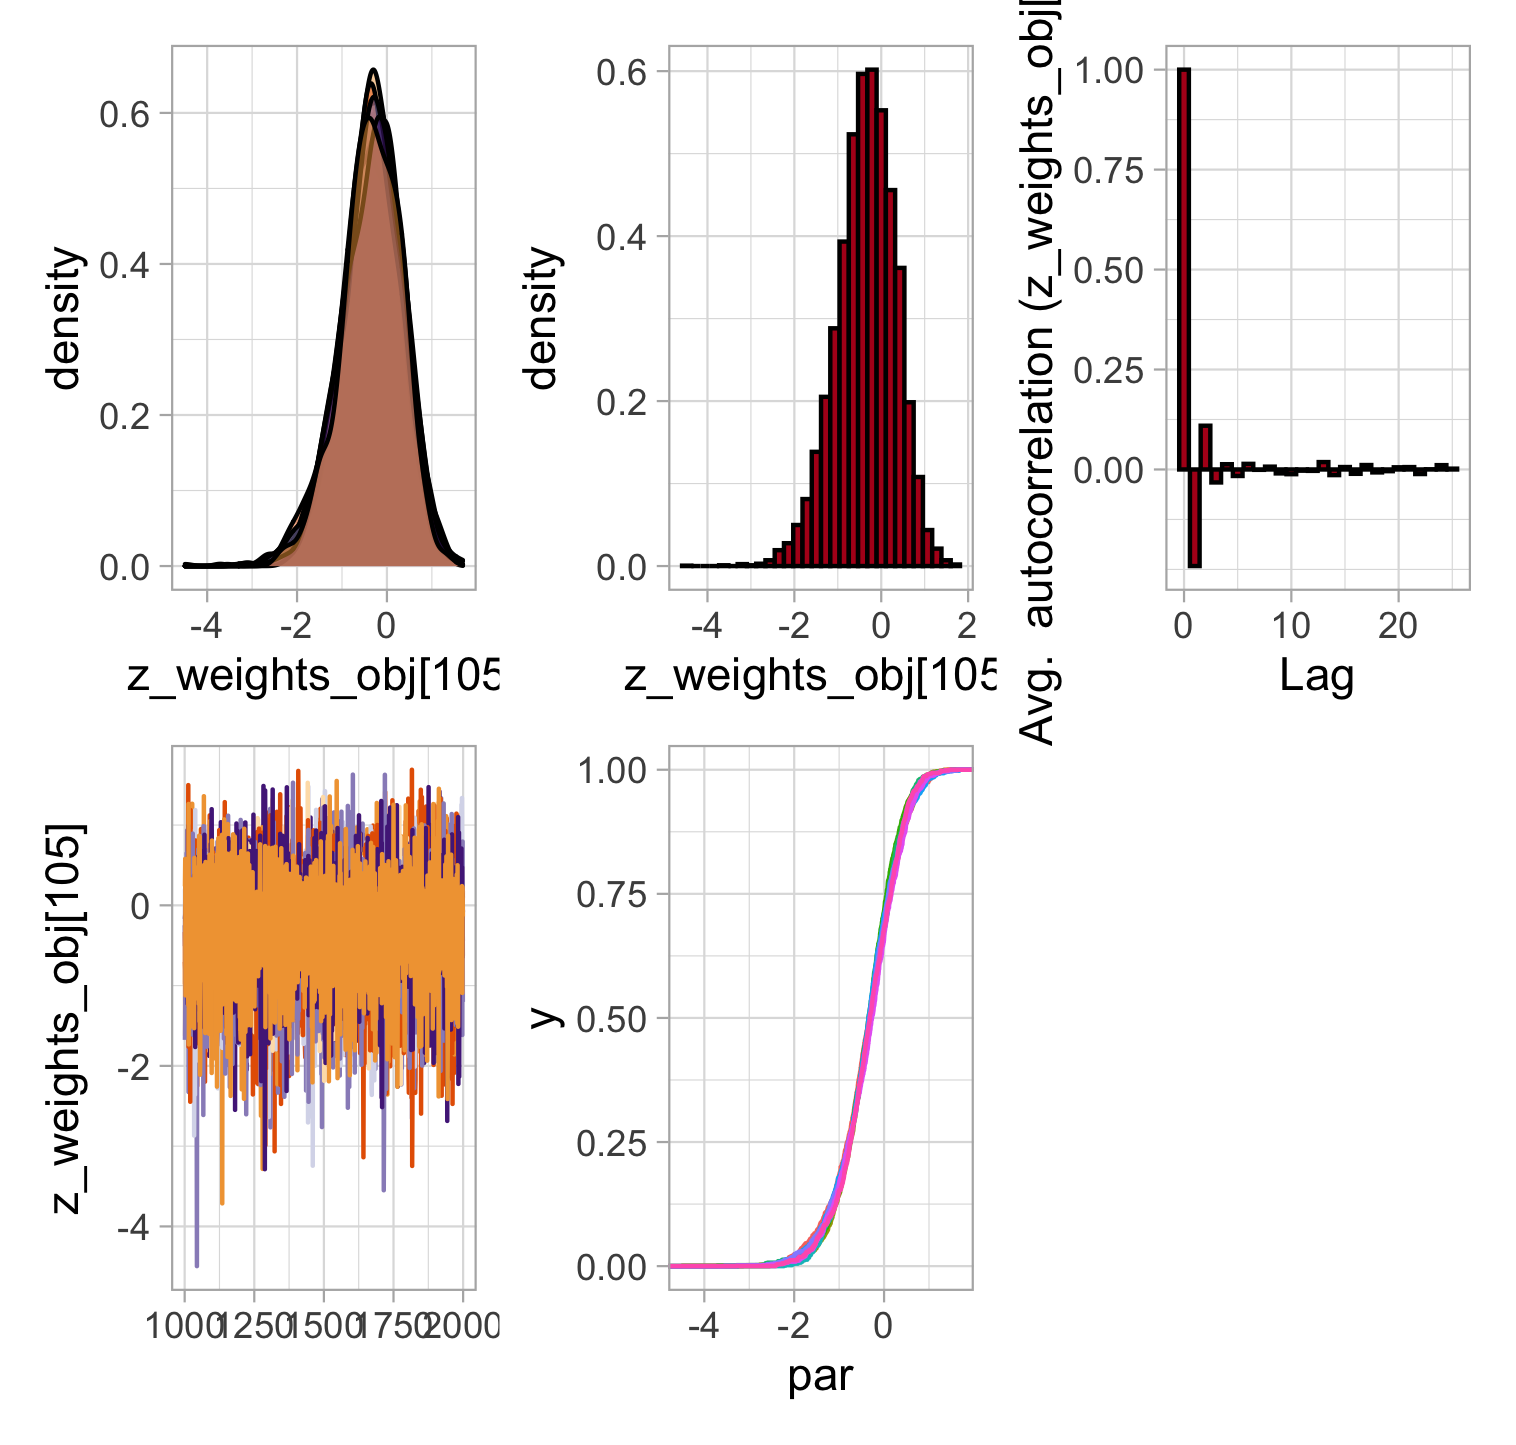 density
0.6
0.4
0.2
0.0
-4 -2 0
z_weights_obj[105
density
0.6
0.4
0.2
0.0
-4 -2 0 2
z_weights_obj[105
Avg. autocorrelation (z_weights_obj[
1.00
0.75
0.50
0.25
0.00
0 10 20
Lag
z_weights_obj[105]
0
-2
-4
1000 1250 1500 1750 2000
y
1.00
0.75
0.50
0.25
0.00
-4 -2 0
par